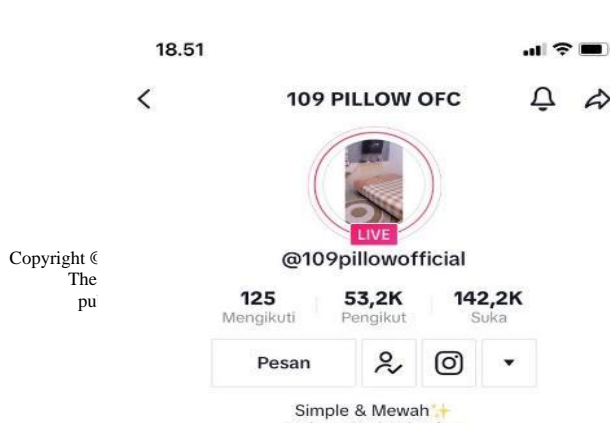 18.51
109 PILLOW OFC
LIVE
@109pillowofficial
Copyright ©
The
pu
125 53,2K 142,2K
Mengikuti Pengikut Suka
Pesan
Simple & Mewah✨